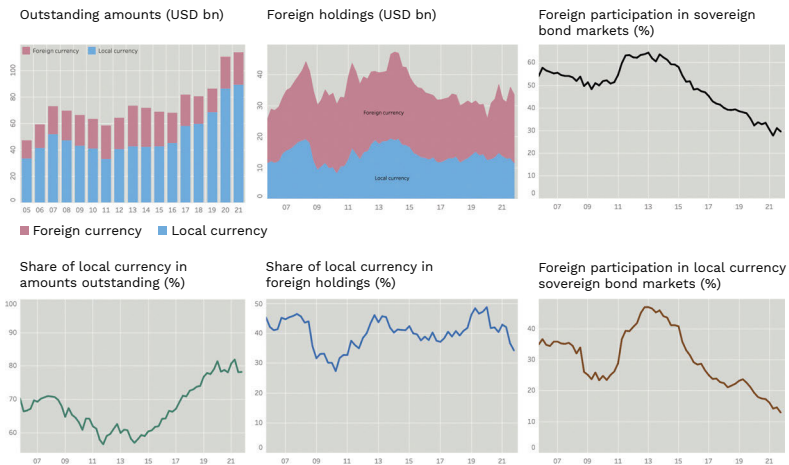 Outstanding amounts (USD bn)
Foreign currency Local currency
100
80
60
40
20
0
05 06 07 08 09 10 11 12 13 14 15 16 17 18 19 20 21
Foreign currency Local currency
Foreign holdings (USD bn)
40
30
20
10
0
Foreign currency
Local currency
07 09 11 13 15 17 19 21
Foreign participation in sovereign
bond markets (%)
60
50
40
30
20
10
0
07 09 11 13 15 17 19 21
Share of local currency in
amounts outstanding (%)
100
90
80
70
60
07 09 11 13 15 17 19 21
Share of local currency in
foreign holdings (%)
50
40
30
20
10
0
07 09 11 13 15 17 19 21
Foreign participation in local currency
sovereign bond markets (%)
40
30
20
10
0
07 09 11 13 15 17 19 21